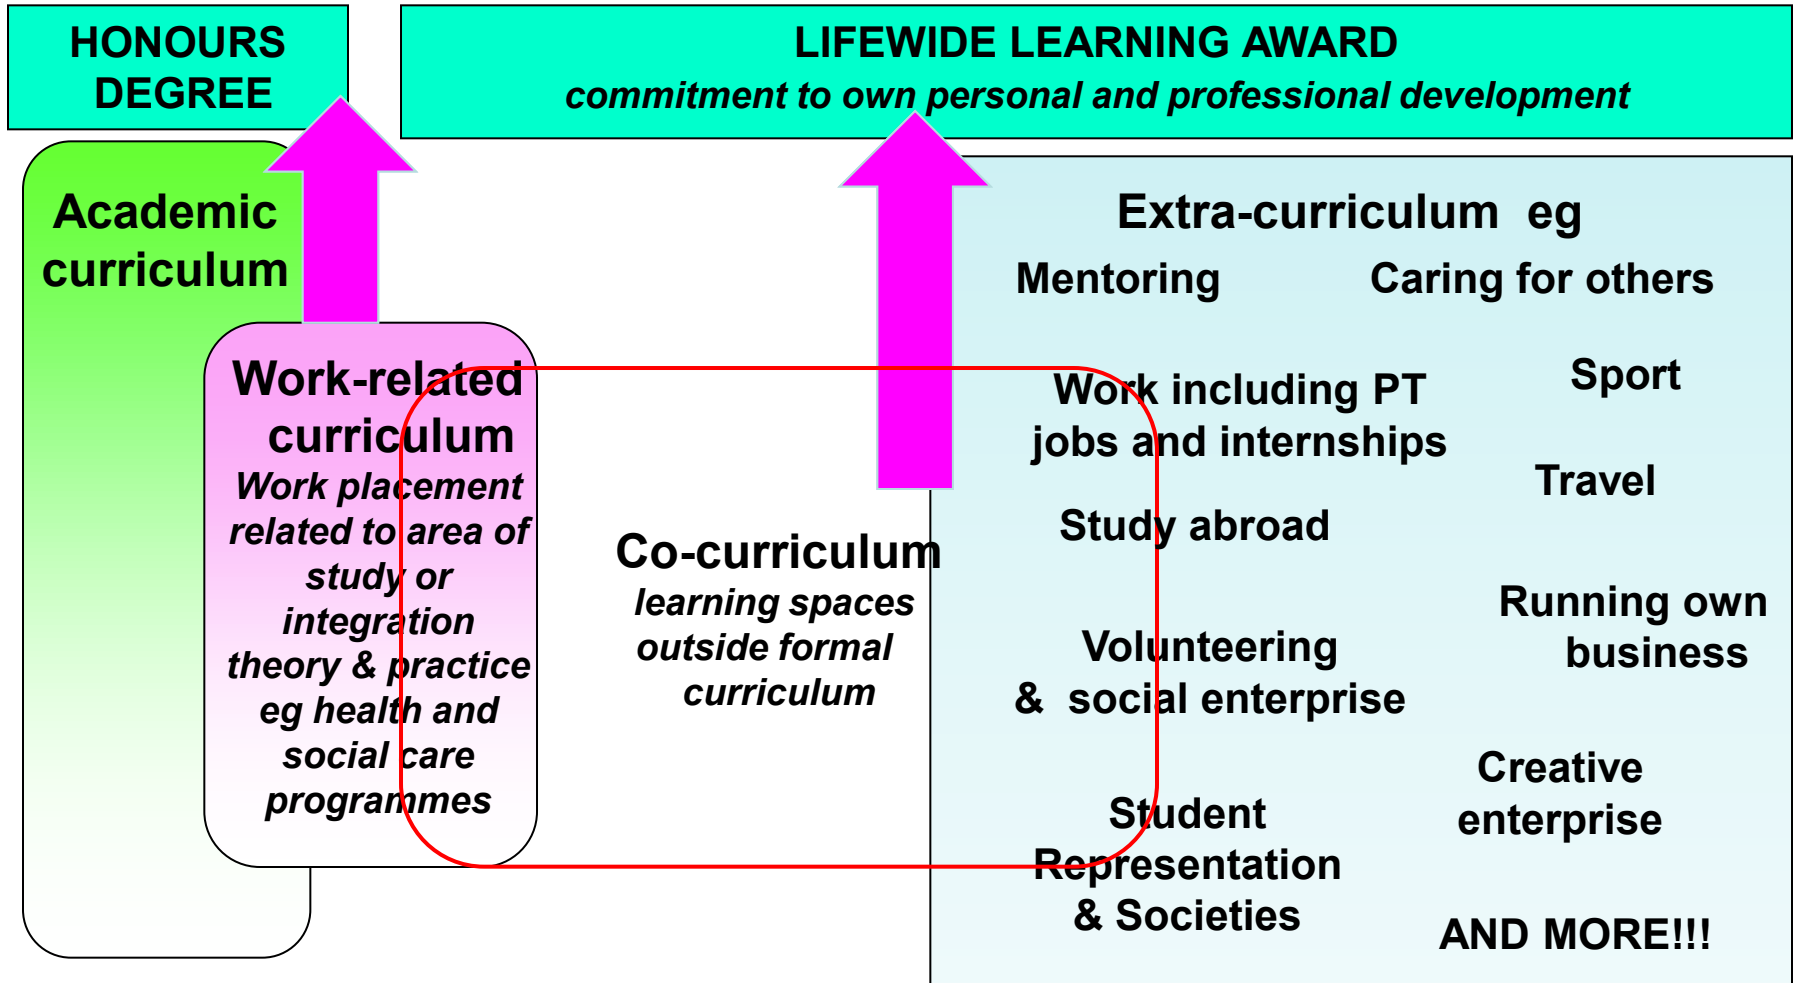 HONOURS
DEGREE
LIFEWIDE LEARNING AWARD
commitment to own personal and professional development
Academic
curriculum
Work-related
curriculum
Work placement
related to area of
study or
integration
theory & practice
eg health and
social care
programmes
Co-curriculum
learning spaces
outside formal
curriculum
Extra-curriculum eg
Mentoring
Caring for others
Work including PT
jobs and internships
Sport
Travel
Study abroad
Running own
business
Volunteering
& social enterprise
Creative
enterprise
Student
Representation
& Societies
AND MORE!!!